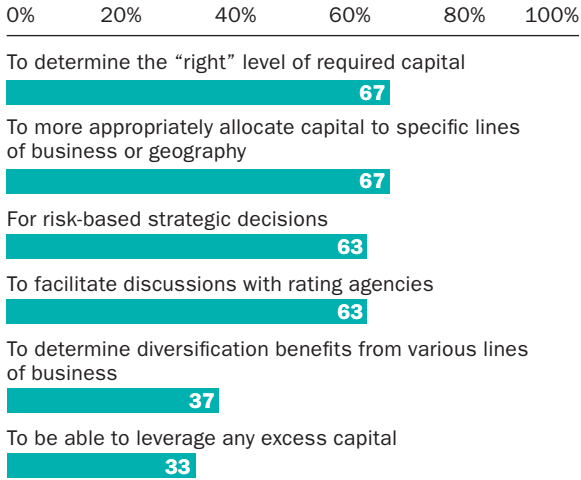 0% 20% 40% 60% 80% 100%
To determine the “right” level of required capital
67
To more appropriately allocate capital to specific lines
of business or geography
67
For risk-based strategic decisions
63
To facilitate discussions with rating agencies
63
To determine diversification benefits from various lines
of business
37
To be able to leverage any excess capital
33